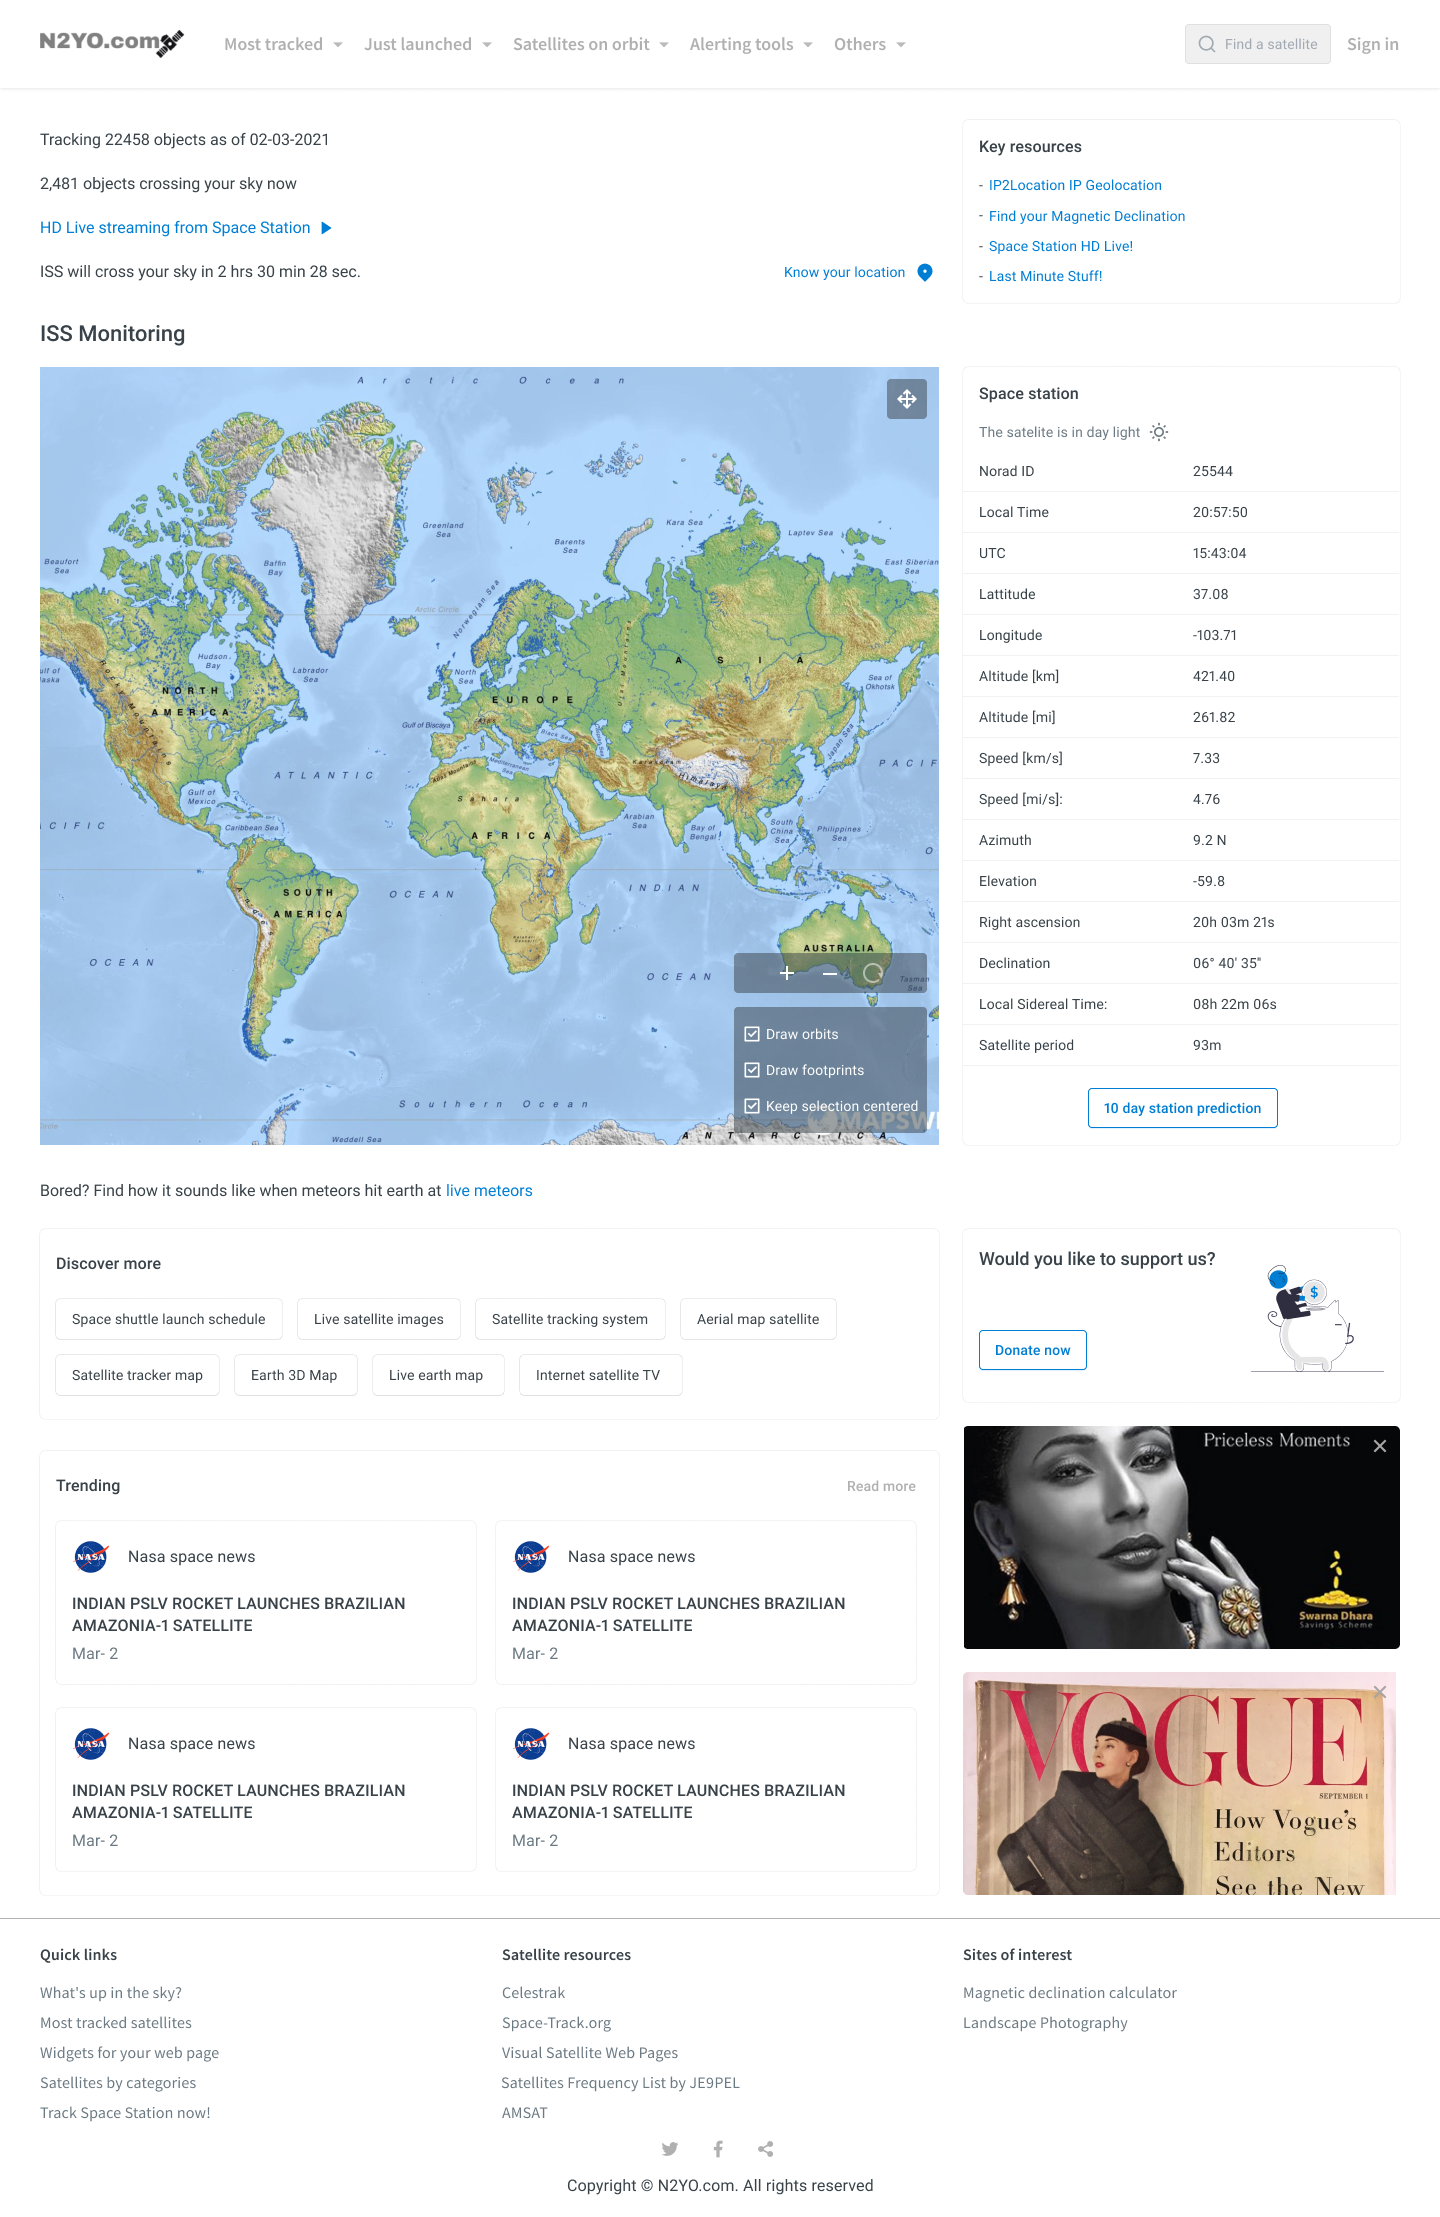 N2YO.com
Most tracked
Just launched
Satellites on orbit
Alerting tools
Others
Find a satellite
Sign in
Tracking 22458 objects as of 02-03-2021
2,481 objects crossing your sky now
HD Live streaming from Space Station
ISS will cross your sky in 2 hrs 30 min 28 sec.
Know your location
Key resources
- IP2Location IP Geolocation
- Find your Magnetic Declination
- Space Station HD Live!
- Last Minute Stuff!
ISS Monitoring
Arctic Ocean
Greenland
Sea
Kara Sea
Laptev Sea
Barents
Sea
Beaufort
Sea
Baffin
Bay
East Siberian
Sea
Arctic Circle
Norwegian Sea
Hudson
Bay
Labrador
Sea
North
Sea
ASIA
Sea of
Okhotsk
NORTH
AMERICA
Rocky Mountains
EUROPE
Gulf of Biscaya
Black Sea
Mediterranean
Sea
Japan Sea
Atlas Mountains
Karakoram
Himalaya
ATLANTIC
PACIF
Gulf of
Mexico
Sahara
Caribbean Sea
AFRICA
Arabian
Sea
Bay of
Bengal
South
China
Sea
Philippines
Sea
CIFIC
O
SOUTH
AMERICA
Andes
OCEAN
INDIAN
Kalahari
Dessert
AUSTRALIA
OCEAN
OCEAN
Tasman
Sea
Draw orbits
Draw footprints
Keep selection centered
Southern Ocean
MAPSWI
Weddell Sea
ANTARCTICA
Space station
The satelite is in day light
Norad ID 25544
Local Time 20:57:50
UTC 15:43:04
Lattitude 37.08
Longitude -103.71
Altitude [km] 421.40
Altitude [mi] 261.82
Speed [km/s] 7.33
Speed [mi/s]: 4.76
Azimuth 9.2 N
Elevation -59.8
Right ascension 20h 03m 21s
Declination 06° 40' 35"
Local Sidereal Time: 08h 22m 06s
Satellite period 93m
10 day station prediction
Bored? Find how it sounds like when meteors hit earth at live meteors
Discover more
Space shuttle launch schedule
Live satellite images
Satellite tracking system
Aerial map satellite
Satellite tracker map
Earth 3D Map
Live earth map
Internet satellite TV
Would you like to support us?
$
Donate now
Trending
Read more
NASA
Nasa space news
INDIAN PSLV ROCKET LAUNCHES BRAZILIAN
AMAZONIA-1 SATELLITE
Mar- 2
NASA
Nasa space news
INDIAN PSLV ROCKET LAUNCHES BRAZILIAN
AMAZONIA-1 SATELLITE
Mar- 2
NASA
Nasa space news
INDIAN PSLV ROCKET LAUNCHES BRAZILIAN
AMAZONIA-1 SATELLITE
Mar- 2
NASA
Nasa space news
INDIAN PSLV ROCKET LAUNCHES BRAZILIAN
AMAZONIA-1 SATELLITE
Mar- 2
Priceless Moments
Swarna Dhara
Savings Scheme
VOGUE
SEPTEMBER 1
How Vogue's
Editors
See the New
Quick links
What's up in the sky?
Most tracked satellites
Widgets for your web page
Satellites by categories
Track Space Station now!
Satellite resources
Celestrak
Space-Track.org
Visual Satellite Web Pages
Satellites Frequency List by JE9PEL
AMSAT
Sites of interest
Magnetic declination calculator
Landscape Photography
Copyright © N2YO.com. All rights reserved